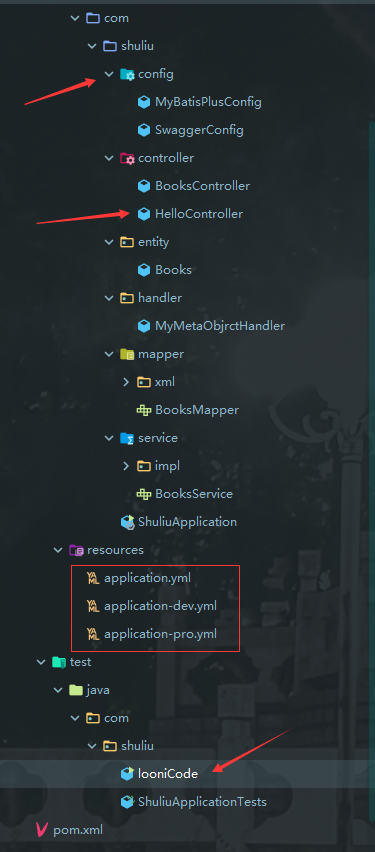 com
shuliu
config
MyBatisPlusConfig
SwaggerConfig
controller
BooksController
HelloController
entity
Books
handler
MyMetaObjrctHandler
mapper
xml
BooksMapper
service
impl
BooksService
ShuliuApplication
resources
application.yml
application-dev.yml
application-pro.yml
test
java
com
shuliu
looniCode
ShuliuApplicationTests
pom.xml